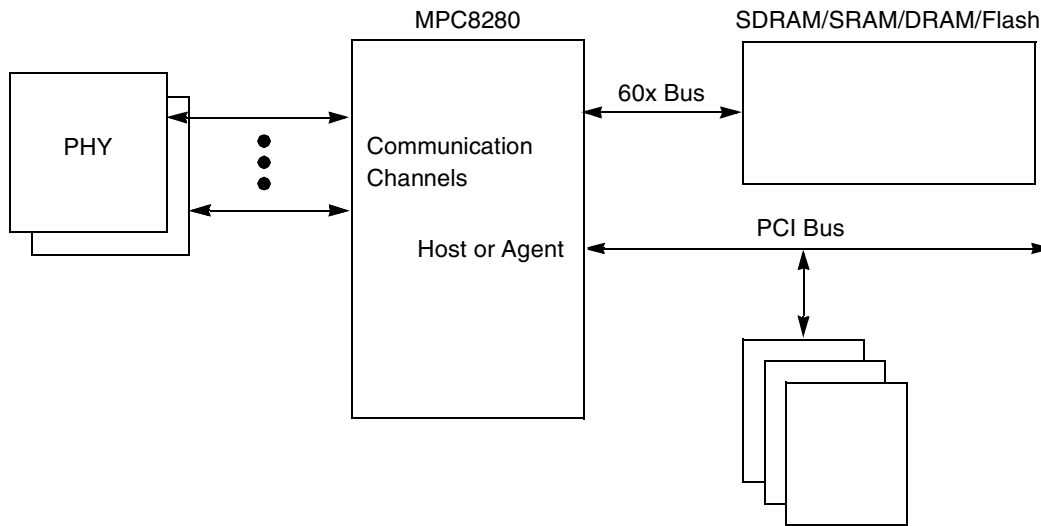 MPC8280
SDRAM/SRAM/DRAM/Flash
60x Bus
PHY
Communication
Channels
PCI Bus
Host or Agent